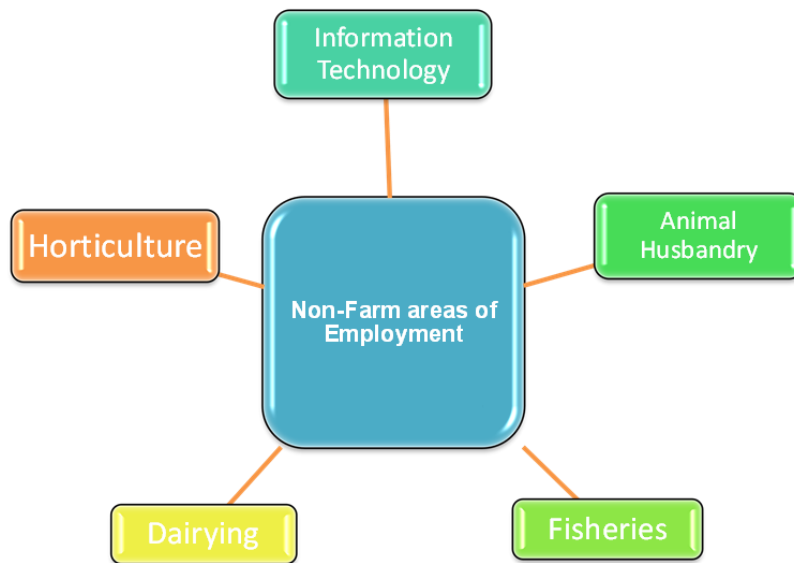 Information
Technology
Horticulture
Animal
Husbandry
Non-Farm areas of
Employment
Dairying
Fisheries